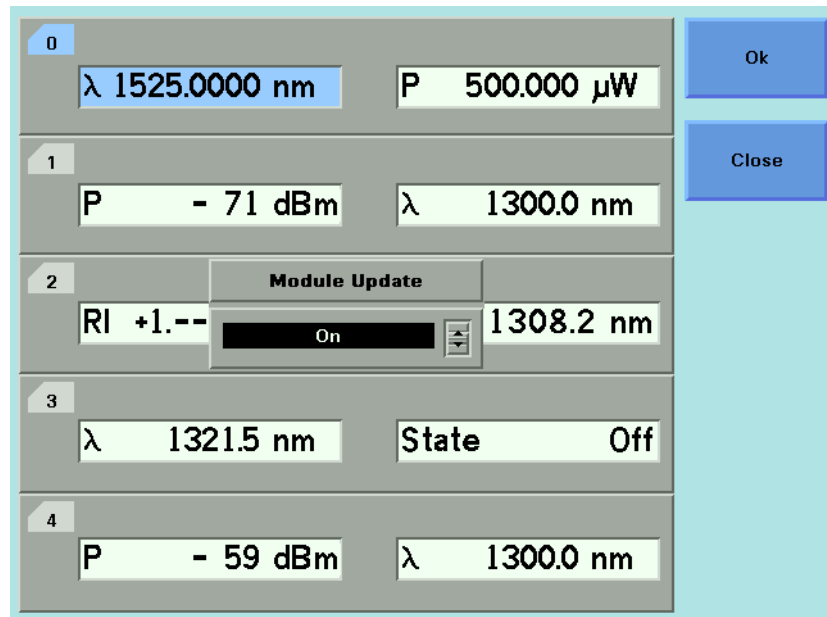 0
λ 1525.0000 nm
P 500.000 µW
Ok
1
P - 71 dBm
λ 1300.0 nm
Close
2
Module Update
RI +1.--
On
1308.2 nm
3
λ 1321.5 nm
State Off
4
P - 59 dBm
λ 1300.0 nm